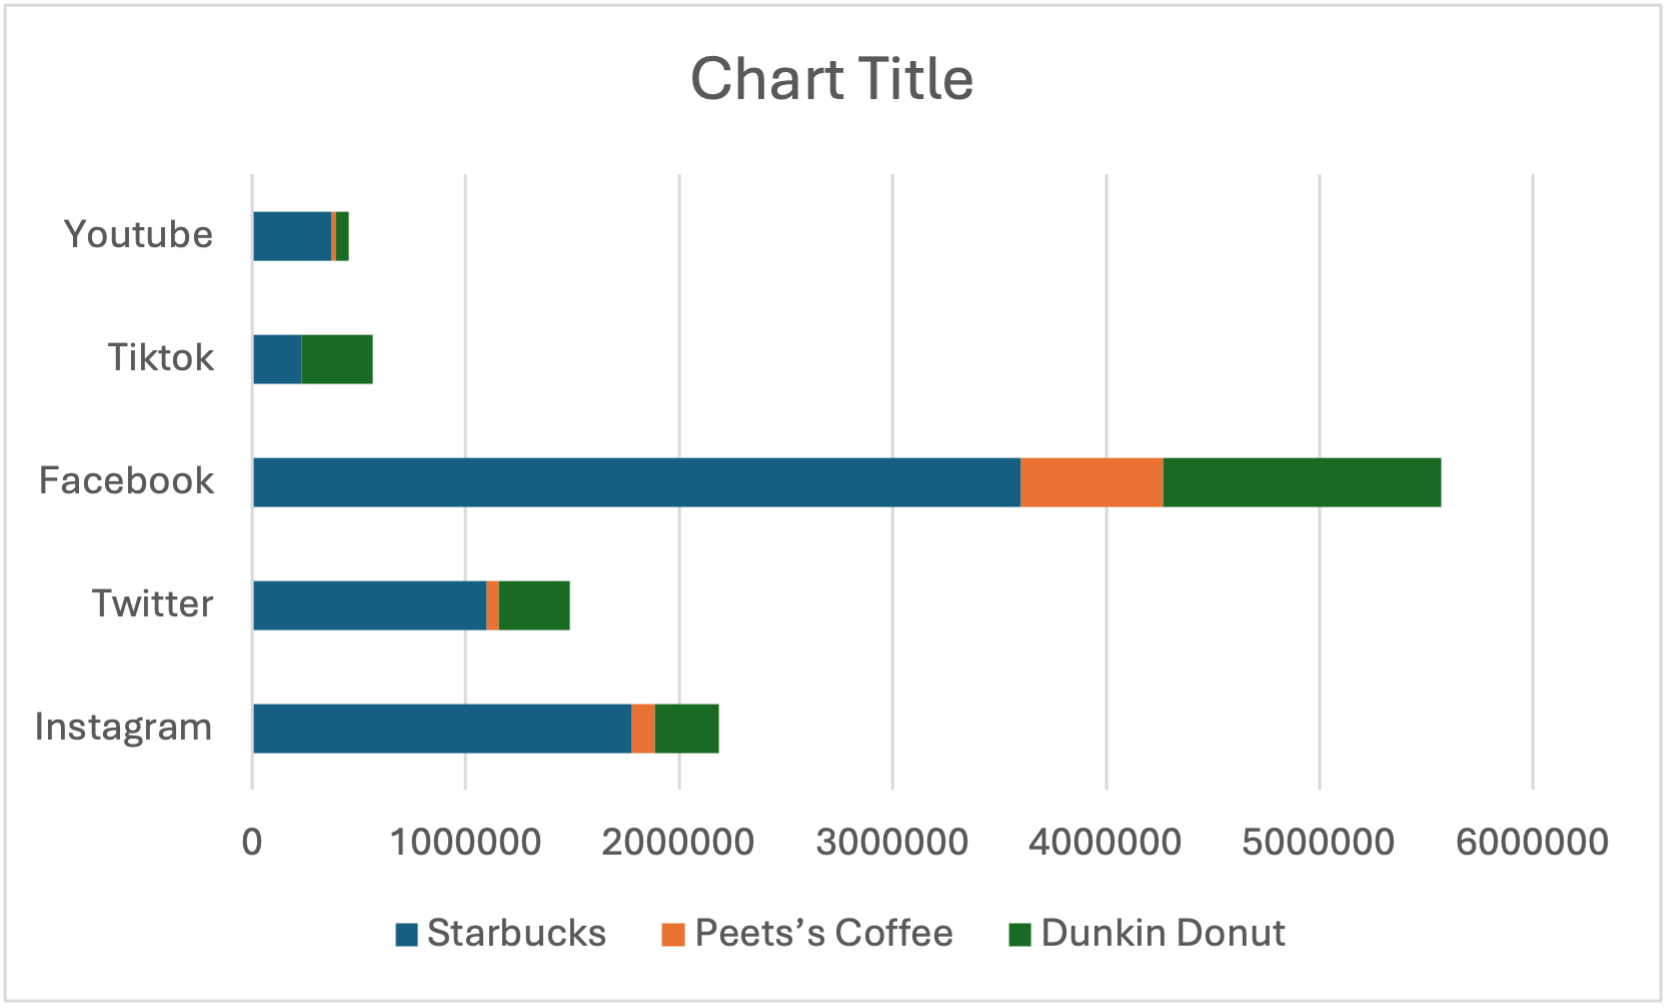 Chart Title
Youtube
Tiktok
Facebook
Twitter
Instagram
0 1000000 2000000 3000000 4000000 5000000 6000000
Starbucks Peets’s Coffee Dunkin Donut